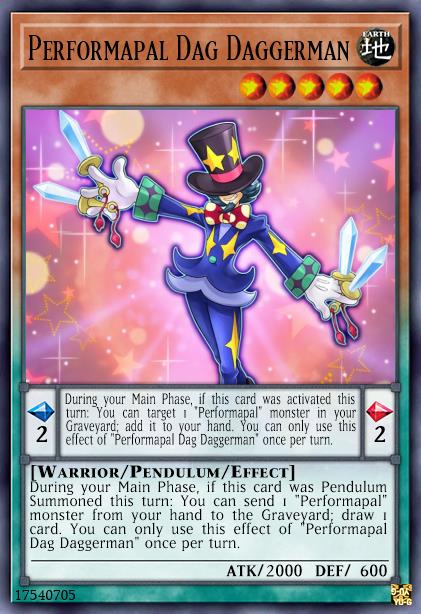 PERFORMAPAL DAG DAGGERMAN
EARTH
地
During your Main Phase, if this card was activated this
turn: You can target 1 "Performapal" monster in your
Graveyard; add it to your hand. You can only use this
effect of "Performapal Dag Daggerman" once per turn.
2
2
[WARRIOR/PENDULUM/EFFECT]
During your Main Phase, if this card was Pendulum
Summoned this turn: You can send 1 "Performapal"
monster from your hand to the Graveyard; draw 1
card. You can only use this effect of "Performapal
Dag Daggerman" once per turn.
ATK/2000 DEF/ 600
17540705